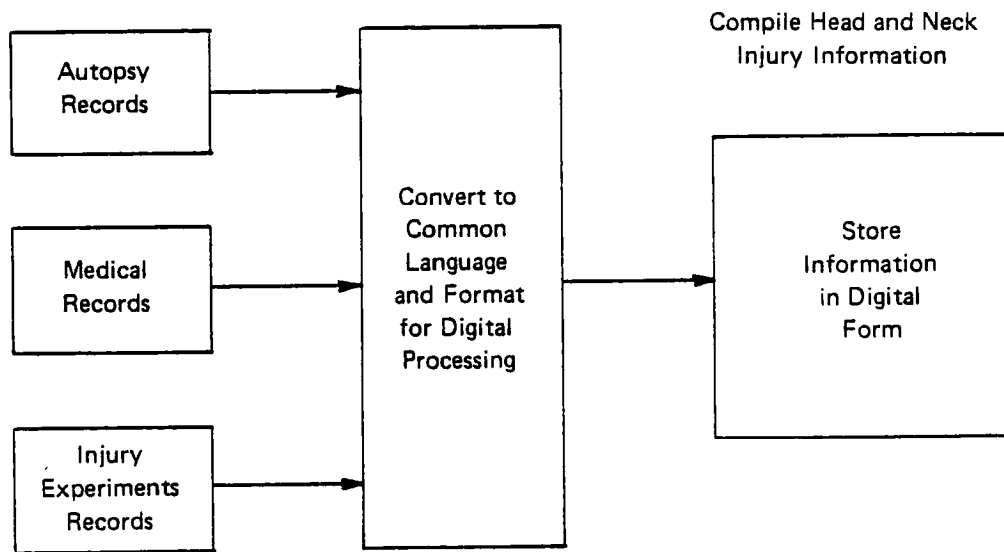 Compile Head and Neck
Injury Information
Autopsy
Records
Medical
Records
Injury
Experiments
Records
Convert to
Common
Language
and Format
for Digital
Processing
Store
Information
in Digital
Form